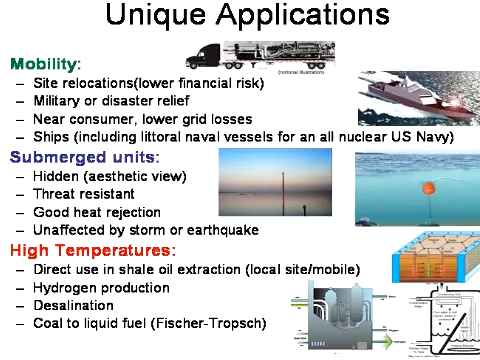 Unique Applications
Mobility:
– Site relocations(lower financial risk)
– Military or disaster relief
– Near consumer, lower grid losses
– Ships (including littoral naval vessels for an all nuclear US Navy)
(notional illustration)
Submerged units:
– Hidden (aesthetic view)
– Threat resistant
– Good heat rejection
– Unaffected by storm or earthquake
High Temperatures:
– Direct use in shale oil extraction (local site/mobile)
– Hydrogen production
– Desalination
– Coal to liquid fuel (Fischer-Tropsch)